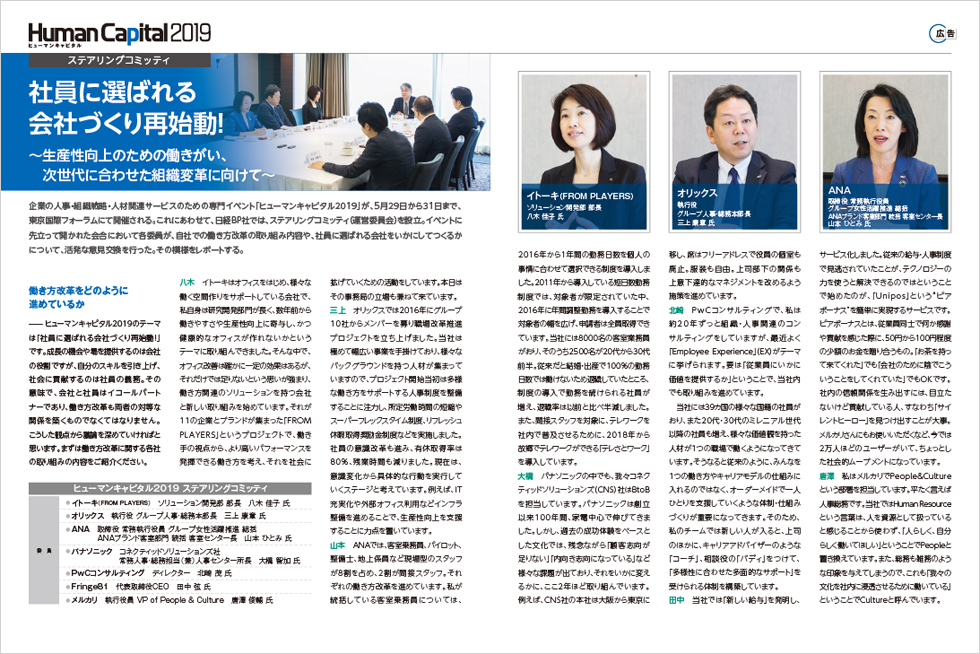 Human Capital 2019
ヒューマンキャピタル
広告
ステアリングコミッティ
社員に選ばれる
会社づくり再始動!
〜生産性向上のための働きがい、
次世代に合わせた組織変革に向けて〜
企業の人事・組織戦略・人材関連サービスのための専門イベント「ヒューマンキャピタル2019」が、5月29日から31日まで、
東京国際フォーラムにて開催される。これにあわせて、日経BP社では、ステアリングコミッティ(運営委員会)を設立。イベントに
先立って開かれた会合において各委員が、自社での働き方改革の取り組み内容や、社員に選ばれる会社をいかにしてつくるか
について、活発な意見交換を行った。その模様をレポートする。
働き方改革をどのように
進めているか
―― ヒューマンキャピタル2019のテーマ
は「社員に選ばれる会社づくり再始動!」
です。成長の機会や場を提供するのは会社
の役割ですが、自分のスキルを引き上げ、
社会に貢献するのは社員の義務。その
意味で、会社と社員はイコールパート
ナーであり、働き方改革も両者の対等な
関係を築くものでなくてはなりません。
こうした観点から議論を深めていければと
思います。まずは働き方改革に関する各社
の取り組みの内容をご紹介ください。
八木 イトーキはオフィスをはじめ、様々な
働く空間作りをサポートしている会社で、
私自身は研究開発部門が長く、数年前から
働きやすさや生産性向上に寄与し、かつ
健康的なオフィスが作れないかという
テーマに取り組んできました。そんな中で、
オフィス改善は確かに一定の効果はあるが、
それだけでは足りないという思いが強まり、
働き方関連のソリューションを持つ会社
と新しい取り組みを始めています。それが
11の企業とブランドが集まった「FROM
PLAYERS」というプロジェクトで、働き
手の視点から、より高いパフォーマンスを
発揮できる働き方を考え、それを社会に
拡げていくための活動をしています。本日は
その事務局の立場も兼ねて来ています。
三上 オリックスでは2016年にグループ
10社からメンバーを募り職場改革推進
プロジェクトを立ち上げました。当社は
極めて幅広い事業を手掛けており、様々な
バックグラウンドを持つ人材が集まって
いますので、プロジェクト開始当初は多様
な働き方をサポートする人事制度を整備
することに注力し、所定労働時間の短縮や
スーパーフレックスタイム制度、リフレッシュ
休暇取得奨励金制度などを実施しました。
社員の意識改革も進み、有休取得率は
80%、残業時間も減りました。現在は、
意識変化から具体的な行動を実行して
いくステージと考えています。例えば、IT
充実化や外部オフィス利用などインフラ
整備を進めることで、生産性向上を支援
することに力点を置いています。
山本 ANAでは、客室乗務員、パイロット、
整備士、地上係員など現場型のスタッフ
が8割を占め、2割が間接スタッフ。それ
ぞれの働き方改革を進めています。私が
統括している客室乗務員については、
ヒューマンキャピタル2019 ステアリングコミッティ
委員
●イトーキ(FROM PLAYERS) ソリューション開発部 部長 八木 佳子 氏
●オリックス 執行役 グループ人事・総務本部長 三上 康章 氏
●ANA 取締役 常務執行役員 グループ女性活躍推進 総括
ANAブランド客室部門 統括 客室センター長 山本 ひとみ 氏
●パナソニック コネクティッドソリューションズ社
常務 人事・総務担当(兼)人事センター所長 大橋 智加 氏
●PwCコンサルティング ディレクター 北崎 茂 氏
●Fringe81 代表取締役CEO 田中 弦 氏
●メルカリ 執行役員 VP of People & Culture 唐澤 俊輔 氏
イトーキ(FROM PLAYERS)
ソリューション開発部 部長
八木 佳子 氏
オリックス
執行役
グループ人事・総務本部長
三上 康章 氏
ANA
取締役 常務執行役員
グループ女性活躍推進 総括
ANAブランド客室部門 統括 客室センター長
山本 ひとみ 氏
2016年から1年間の勤務日数を個人の
事情に合わせて選択できる制度を導入しま
した。2011年から導入している短日数勤務
制度では、対象者が限定されていた中、
2016年に年間調整勤務を導入することで
対象者の幅を広げ、申請者は全員取得でき
ています。当社には8000名の客室乗務員
がおり、そのうち2500名が20代から30代
前半。従来だと結婚・出産で100%の勤務
日数では働けないため退職していたところ、
制度の導入で勤務を続けられる社員が
増え、退職率は以前と比べ半減しました。
また、間接スタッフを対象に、テレワークを
社内で普及させるために、2018年から
故郷でテレワークができる「テレさとワーク」
を導入しています。
大橋 パナソニックの中でも、我々コネク
ティッドソリューションズ(CNS)社はBtoB
を担当しています。パナソニックは創立
以来100年間、家電中心で伸びてきま
した。しかし、過去の成功体験をベースと
した文化では、残念ながら「顧客志向が
足りない」「内向き志向になっている」など
様々な課題が出ており、それをいかに変え
るかに、ここ2年ほど取り組んでいます。
例えば、CNS社の本社は大阪から東京に
移し、席はフリーアドレスで役員の個室も
廃止。服装も自由。上司部下の関係も
上意下達的なマネジメントを改めるよう
施策を進めています。
北崎 PwCコンサルティングで、私は
約20年ずっと組織・人事関連のコン
サルティングをしていますが、最近よく
「Employee Experience」(EX)がテーマ
に挙げられます。要は「従業員にいかに
価値を提供するか」ということで、当社内
でも取り組みを進めています。
当社には39カ国の様々な国籍の社員が
おり、また20代・30代のミレニアル世代
以降の社員も増え、様々な価値観を持った
人材が1つの職場で働くようになってきて
います。そうなると従来のように、みんなを
1つの働き方やキャリアモデルの仕組みに
入れるのではなく、オーダーメイドで一人
ひとりを支援していくような体制・仕組み
づくりが重要になってきます。そのため、
私のチームでは新しい人が入ると、上司
のほかに、キャリアアドバイザーのような
「コーチ」、相談役の「バディ」をつけて、
「多様性に合わせた多面的なサポート」を
受けられる体制を構築しています。
田中 当社では「新しい給与」を発明し、
サービス化しました。従来の給与・人事制度
で見逃されていたことが、テクノロジーの
力を使うと解決できるのではということ
で始めたのが、「Unipos」という“ピア
ボーナス”を簡単に実現するサービスです。
ピアボーナスとは、従業員同士で何か感謝
や貢献を感じた際に、50円から100円程度
の少額のお金を贈り合うもの。「お茶を持っ
て来てくれた」でも「会社のために陰でこう
いうことをしてくれていた」でもOKです。
社内の信頼関係を生み出すには、目立た
ないけど貢献している人、すなわち「サイ
レントヒーロー」を見つけ出すことが大事。
メルカリさんにもお使いいただくなど、今では
2万人ほどのユーザーがいて、ちょっとし
た社会的ムーブメントになっています。
唐澤 私はメルカリでPeople&Culture
という部署を担当しています。平たく言えば
人事総務です。当社ではHuman Resource
という言葉は、人を資源として扱っている
と感じることから使わず、「人らしく、自分
らしく働いてほしい」ということでPeopleと
置き換えています。また、総務も雑務のよう
な印象を与えてしまうので、これも「我々の
文化を社内に浸透させるために働いている」
ということでCultureと呼んでいます。